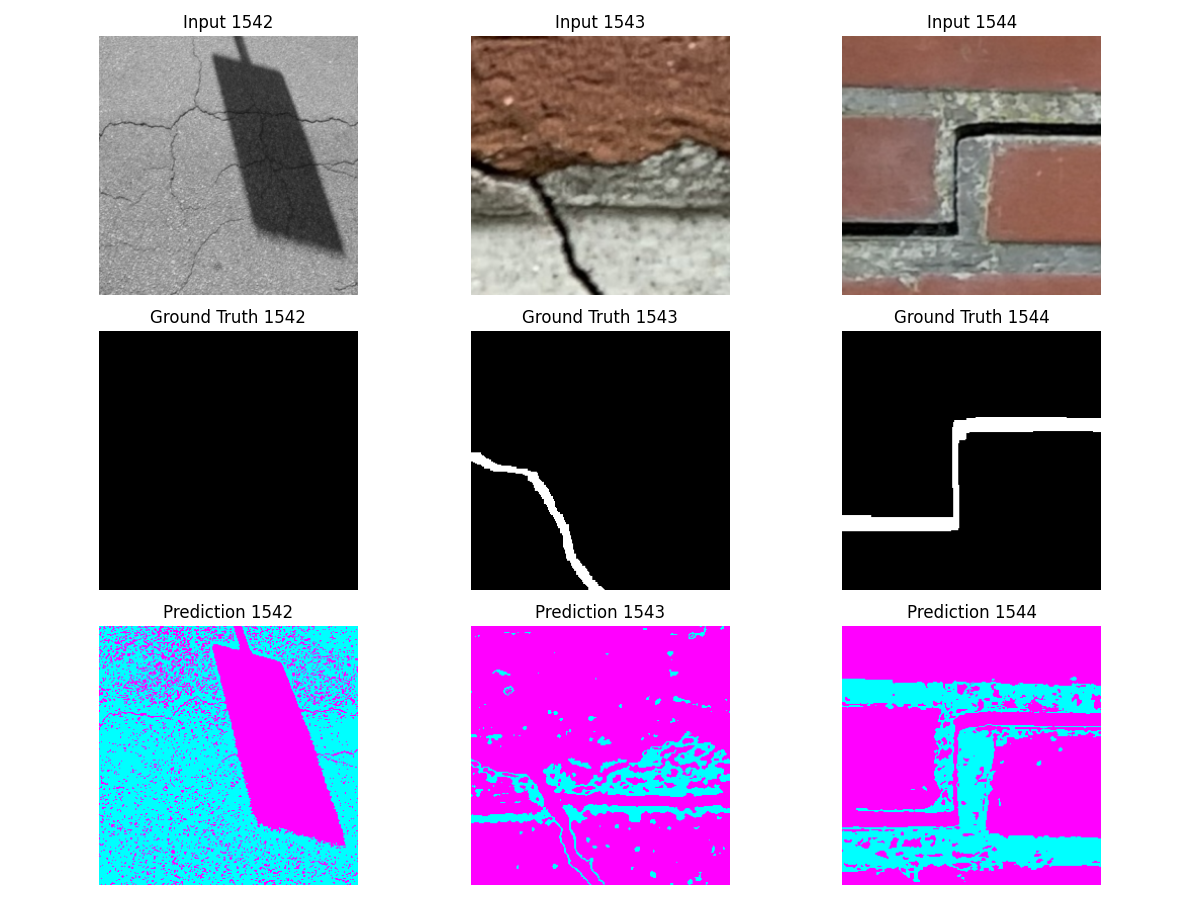 Input 1542
Input 1543
Input 1544
Ground Truth 1542
Ground Truth 1543
Ground Truth 1544
Prediction 1542
Prediction 1543
Prediction 1544